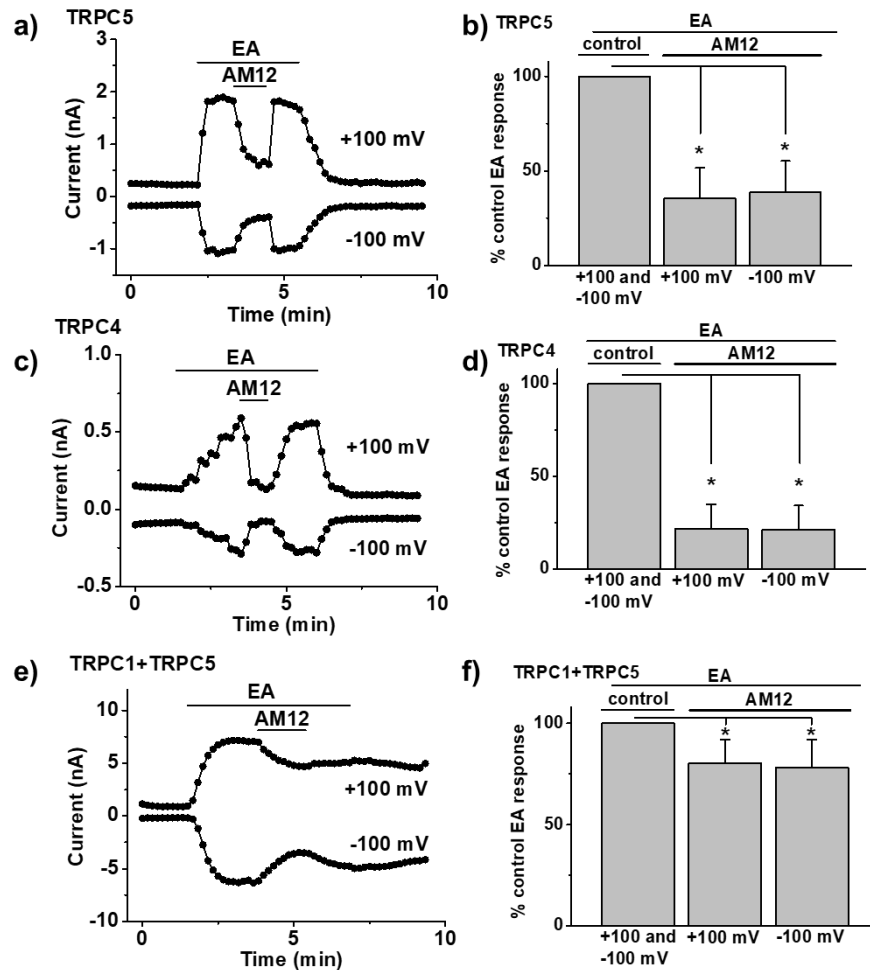 a) TRPC5
EA
AM12
3
2
1
0
1
Current (nA)
+100 mV
-100 mV
0 5 10
Time (min)
b) TRPC5
EA
control AM12
100
50
0
% control EA response
* *
+100 and -100 mV
+100 mV
-100 mV
c) TRPC4
EA
AM12
1.0
0.5
0.0
-0.5
Current (nA)
+100 mV
-100 mV
0 5 10
Time (min)
d) TRPC4
EA
control AM12
100
50
0
% control EA response
* *
+100 and -100 mV
+100 mV
-100 mV
e) TRPC1+TRPC5
EA
AM12
10
5
0
-5
-10
Current (nA)
+100 mV
-100 mV
0 5 10
Time (min)
f) TRPC1+TRPC5
EA
control AM12
100
50
0
% control EA response
* *
+100 and -100 mV
+100 mV
-100 mV